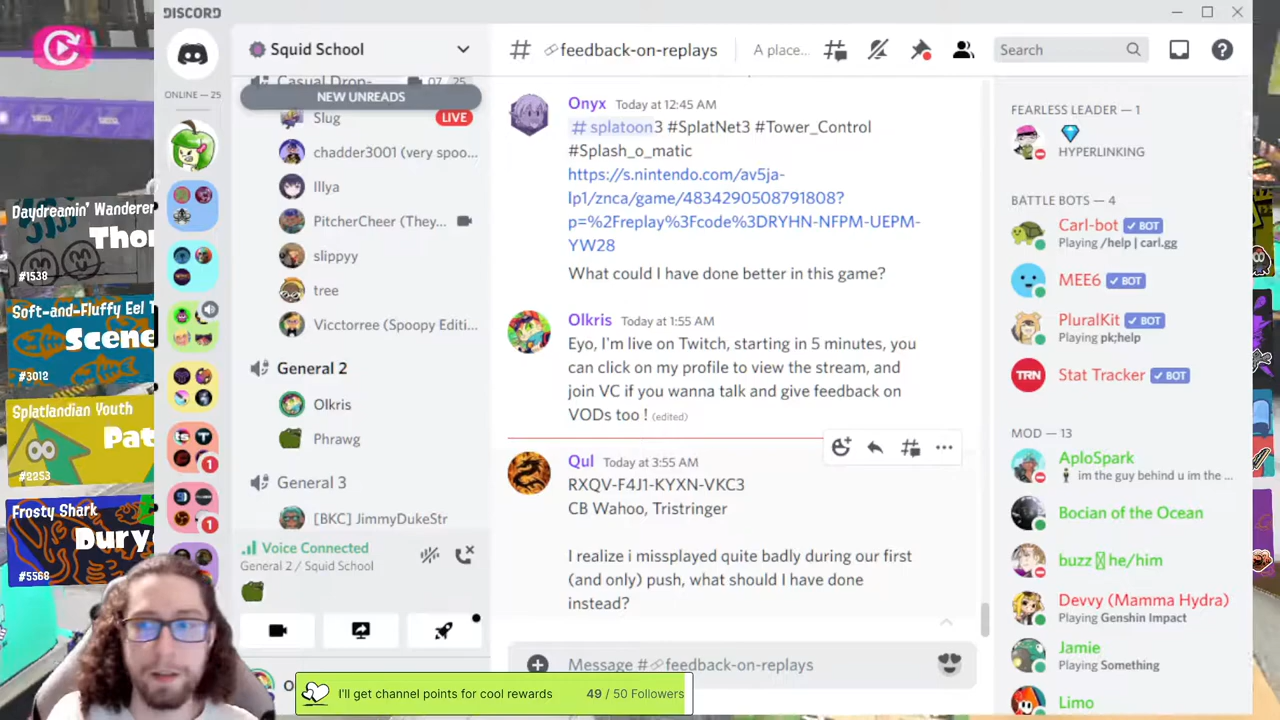 DISCORD
ONLINE — 25
Squid School
Casual Drop-
07 25
NEW UNREADS
Slug
LIVE
chadder3001 (very spoo...
Illya
PitcherCheer (They...
slippyy
tree
Vicctorree (Spoopy Editi...
General 2
Olkris
Phrawg
General 3
[BKC] JimmyDukeStr
Voice Connected
General 2 / Squid School
feedback-on-replays
A place...
Search
Onyx Today at 12:45 AM
# splatoon3 #SplatNet3 #Tower_Control
#Splash_o_matic
https://s.nintendo.com/av5ja-
lp1/znca/game/4834290508791808?
p=%2Freplay%3Fcode%3DRYHN-NFPM-UEPM-
YW28
What could I have done better in this game?
Olkris Today at 1:55 AM
Eyo, I'm live on Twitch, starting in 5 minutes, you
can click on my profile to view the stream, and
join VC if you wanna talk and give feedback on
VODs too ! (edited)
Qul Today at 3:55 AM
RXQV-F4J1-KYXN-VKC3
CB Wahoo, Tristringer
I realize i missplayed quite badly during our first
(and only) push, what should I have done
instead?
Message #feedback-on-replays
FEARLESS LEADER — 1
HYPERLINKING
BATTLE BOTS — 4
Carl-bot ✓ BOT
Playing /help | carl.gg
MEE6 ✓ BOT
PluralKit ✓ BOT
Playing pk;help
TRN
Stat Tracker ✓ BOT
MOD — 13
AploSpark
im the guy behind u im the ...
Bocian of the Ocean
buzz he/him
Devvy (Mamma Hydra)
Playing Genshin Impact
Jamie
Playing Something
Limo
Daydreamin' Wanderer
Tho
#1538
Soft-and-Fluffy Eel T
Scene
#3012
Splatlandian Youth
Pat
#2253
Frosty Shark
Dury
#5568
1
1
I'll get channel points for cool rewards
49 / 50 Followers